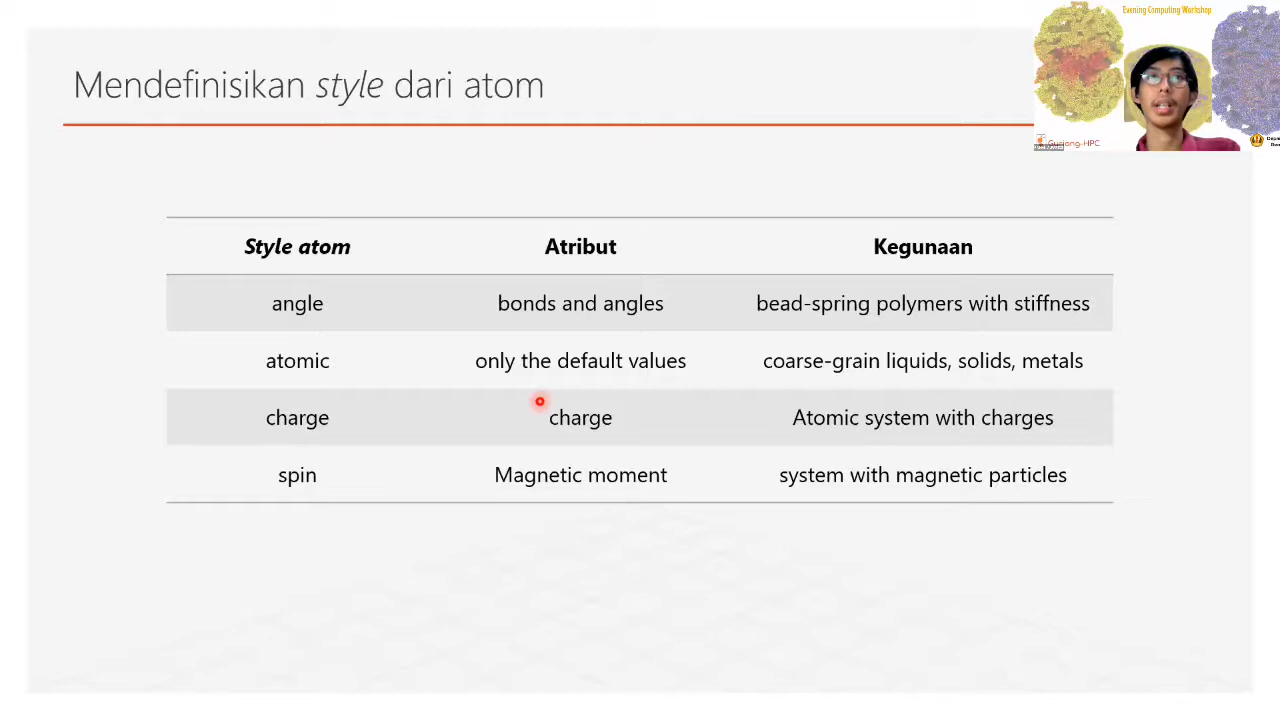 Evening Computing Workshop
Mendefinisikan style dari atom
Gudang-HPC
Style atom Atribut Kegunaan
angle bonds and angles bead-spring polymers with stiffness
atomic only the default values coarse-grain liquids, solids, metals
charge charge Atomic system with charges
spin Magnetic moment system with magnetic particles